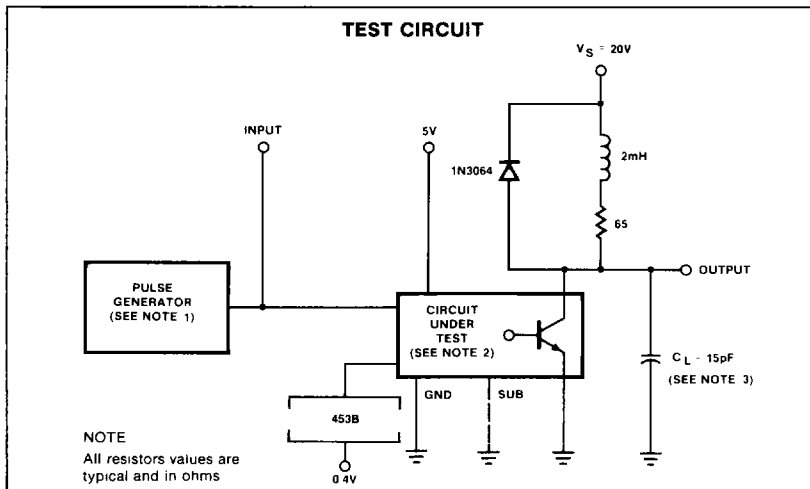 TEST CIRCUIT
VS = 20V
INPUT
5V
1N3064
2mH
65
OUTPUT
PULSE
GENERATOR
(SEE NOTE 1)
CIRCUIT
UNDER
TEST
(SEE NOTE 2)
CL - 15pF
(SEE NOTE 3)
GND
SUB
453B
0 4V
NOTE
All resistors values are
typical and in ohms